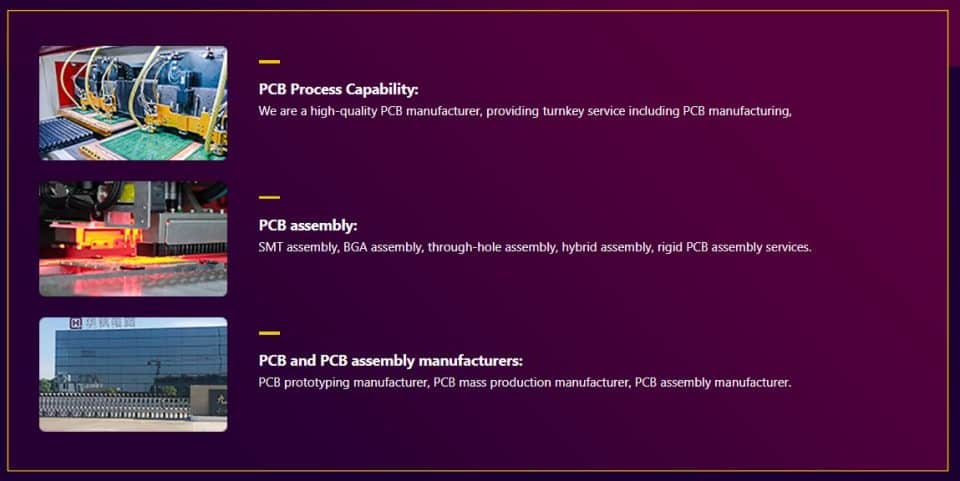 PCB Process Capability:
We are a high-quality PCB manufacturer, providing turnkey service including PCB manufacturing,
PCB assembly:
SMT assembly, BGA assembly, through-hole assembly, hybrid assembly, rigid PCB assembly services.
PCB and PCB assembly manufacturers:
PCB prototyping manufacturer, PCB mass production manufacturer, PCB assembly manufacturer.